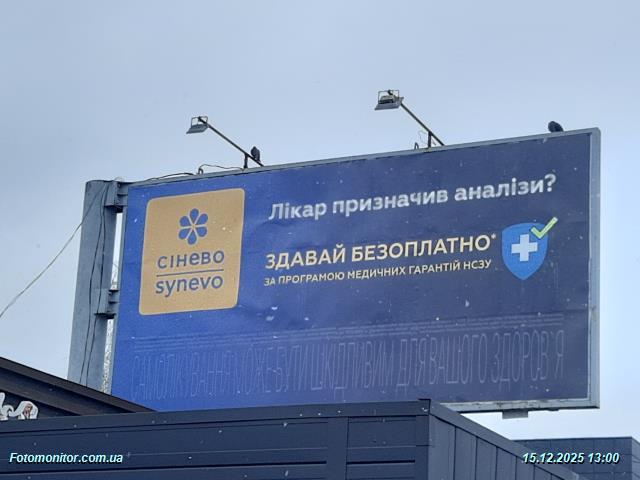 Лікар призначив аналізи?
СІНЕВО
synevo
ЗДАВАЙ БЕЗОПЛАТНО*
ЗА ПРОГРАМОЮ МЕДИЧНИХ ГАРАНТІЙ НСЗУ
САМОЛІКУВАННЯ МОЖЕ БУТИ ШКІДЛИВИМ ДЛЯ ВАШОГО ЗДОРОВ'Я
Fotomonitor.com.ua
15.12.2025 13:00